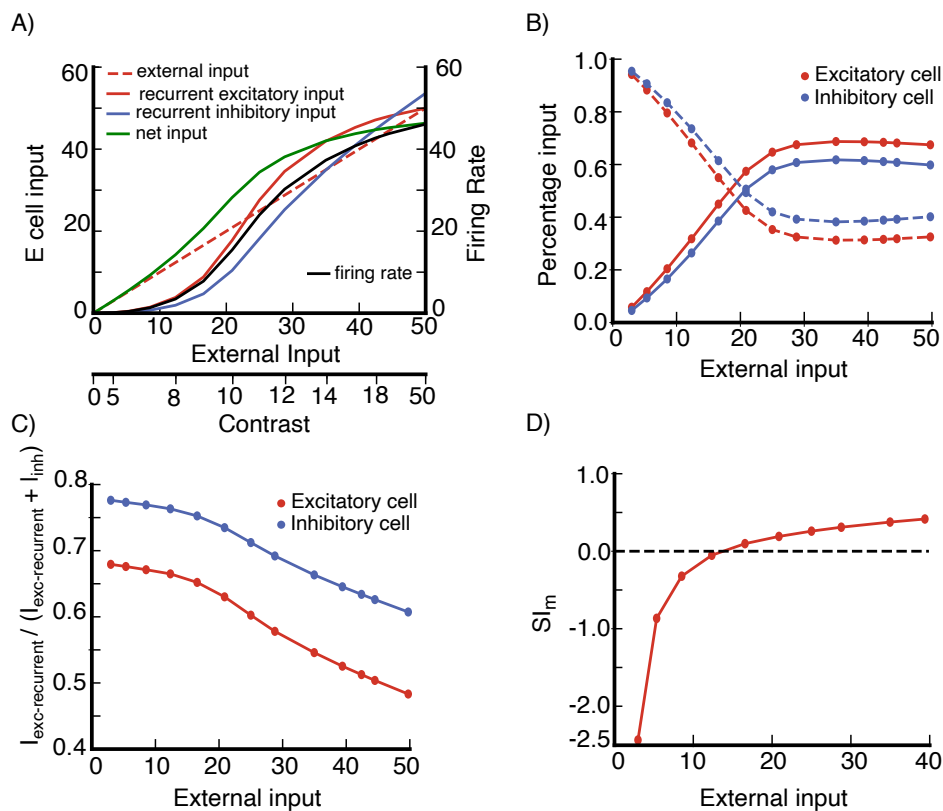 A)
60
40
20
0
E cell input
external input
recurrent excitatory input
recurrent inhibitory input
net input
firing rate
60
40
20
0
Firing Rate
0 10 20 30 40 50
External Input
0 5 8 10 12 14 18 50
Contrast
B)
1.0
0.8
0.6
0.4
0.2
0.0
Percentage input
Excitatory cell
Inhibitory cell
0 10 20 30 40 50
External input
C)
0.8
0.7
0.6
0.5
0.4
I exc-recurrent / (I exc-recurrent + I inh)
Excitatory cell
Inhibitory cell
0 10 20 30 40 50
External input
D)
1.0
0.0
-1.0
-2.0
-2.5
SI m
0 10 20 30 40
External input